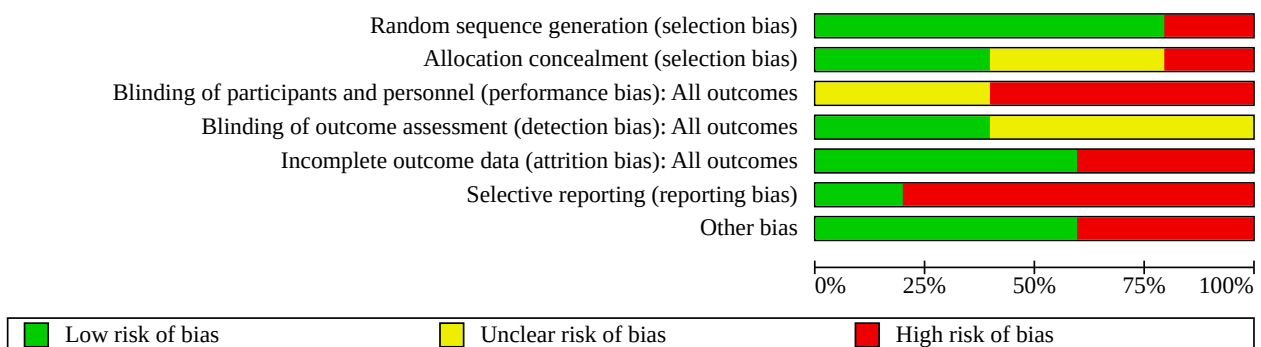 Random sequence generation (selection bias)
Allocation concealment (selection bias)
Blinding of participants and personnel (performance bias): All outcomes
Blinding of outcome assessment (detection bias): All outcomes
Incomplete outcome data (attrition bias): All outcomes
Selective reporting (reporting bias)
Other bias
0% 25% 50% 75% 100%
Low risk of bias Unclear risk of bias High risk of bias